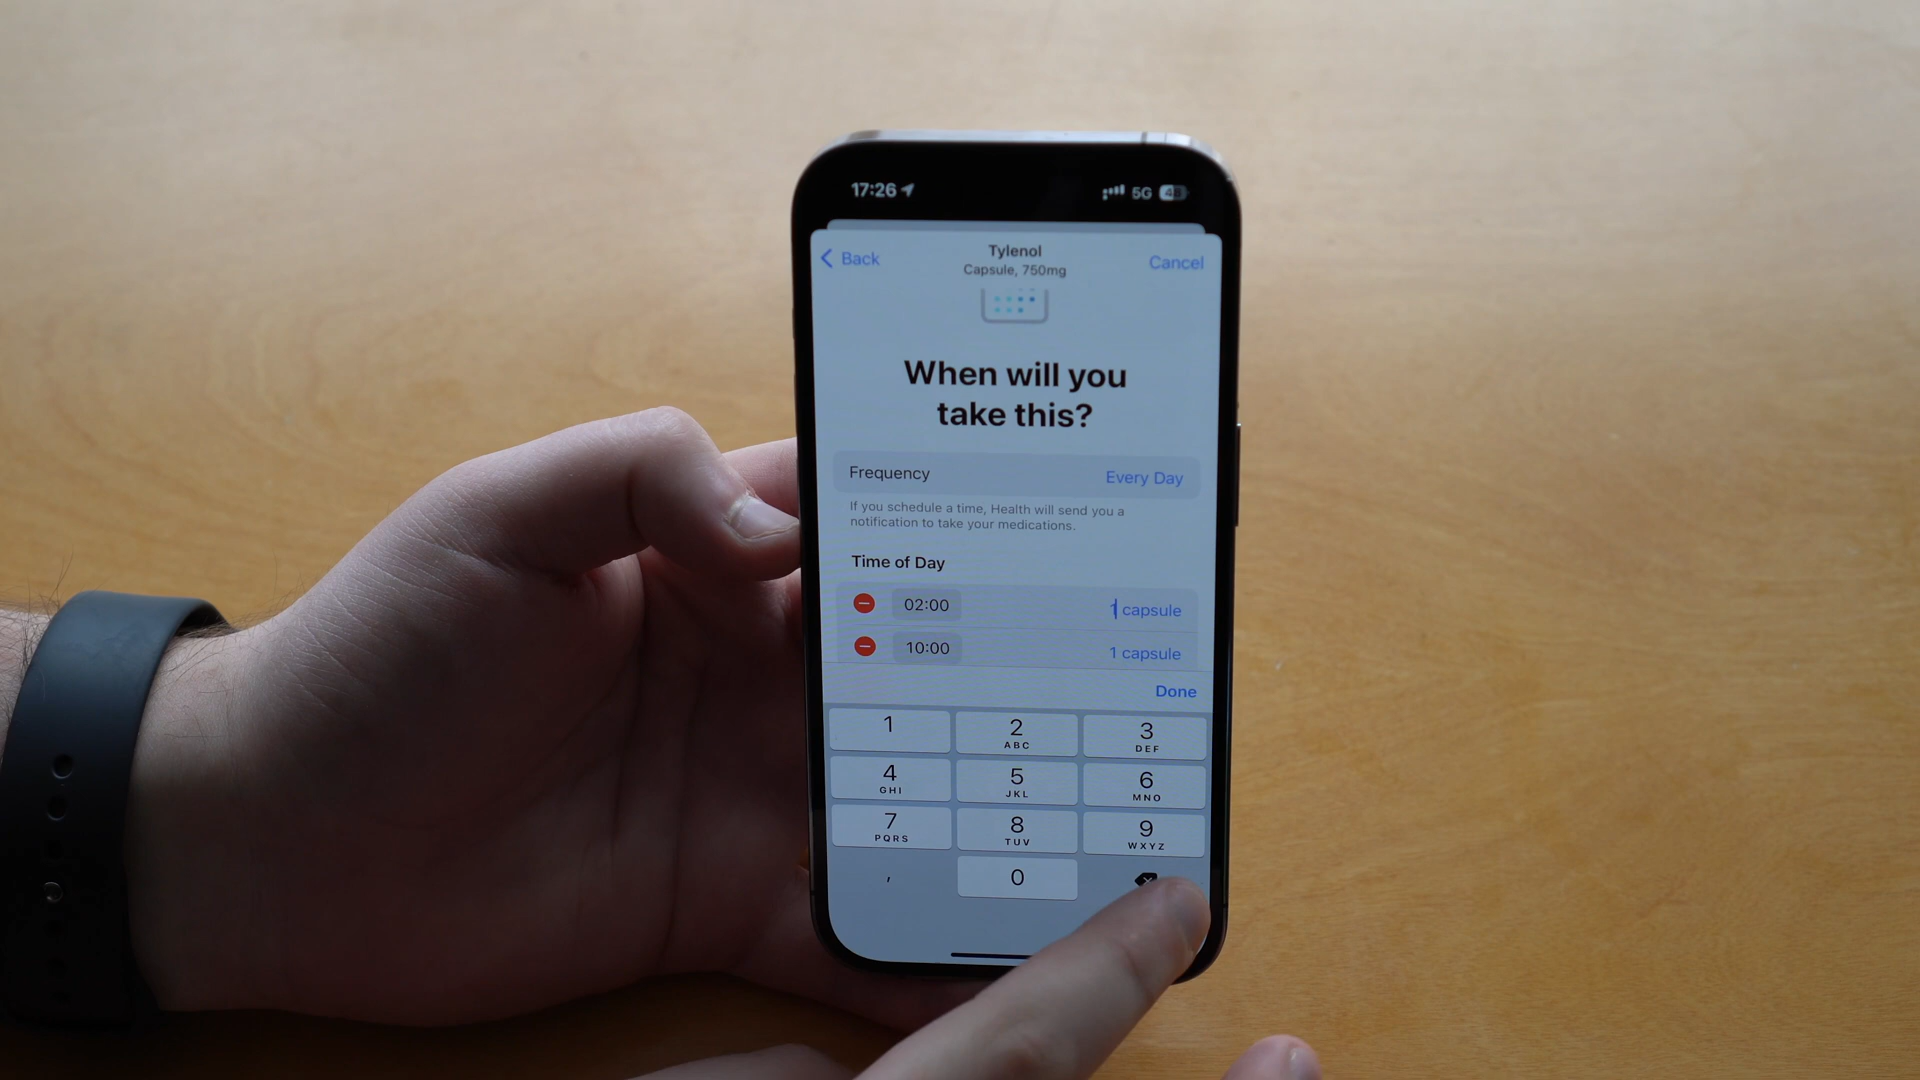 17:26
5G 48
Back
Tylenol
Cancel
Capsule, 750mg
When will you
take this?
Frequency
Every Day
If you schedule a time, Health will send you a
notification to take your medications.
Time of Day
02:00
1 capsule
10:00
1 capsule
Done
1
2
ABC
3
DEF
4
GHI
5
JKL
6
MNO
7
PQRS
8
TUV
9
WXYZ
,
0